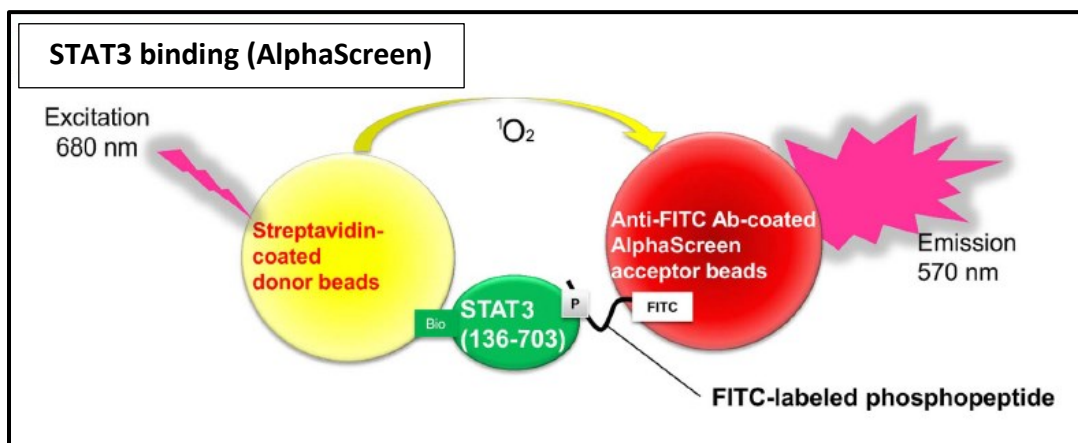 STAT3 binding (AlphaScreen)
Excitation
680 nm
¹O₂
Streptavidin-
coated
donor beads
Anti-FITC Ab-coated
AlphaScreen
acceptor beads
Emission
570 nm
Bio
STAT3
(136-703)
P
FITC
FITC-labeled phosphopeptide